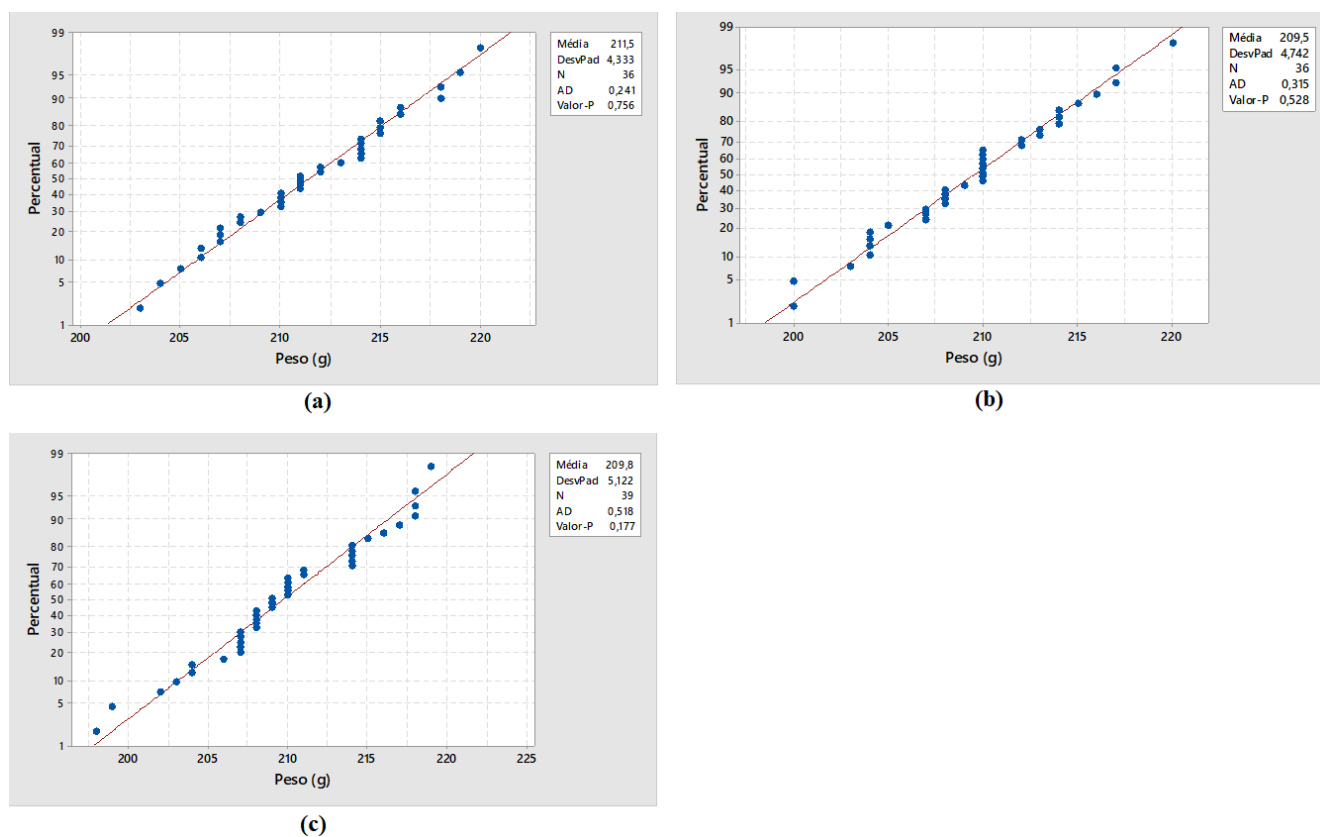 99
95
90
80
70
60
50
40
30
20
10
5
1
Percentual
200 205 210 215 220
Peso (g)
Média 211,5
DesvPad 4,333
N 36
AD 0,241
Valor-P 0,756
(a)
99
95
90
80
70
60
50
40
30
20
10
5
1
Percentual
200 205 210 215 220
Peso (g)
Média 209,5
DesvPad 4,742
N 36
AD 0,315
Valor-P 0,528
(b)
99
95
90
80
70
60
50
40
30
20
10
5
1
Percentual
200 205 210 215 220 225
Peso (g)
Média 209,8
DesvPad 5,122
N 39
AD 0,518
Valor-P 0,177
(c)